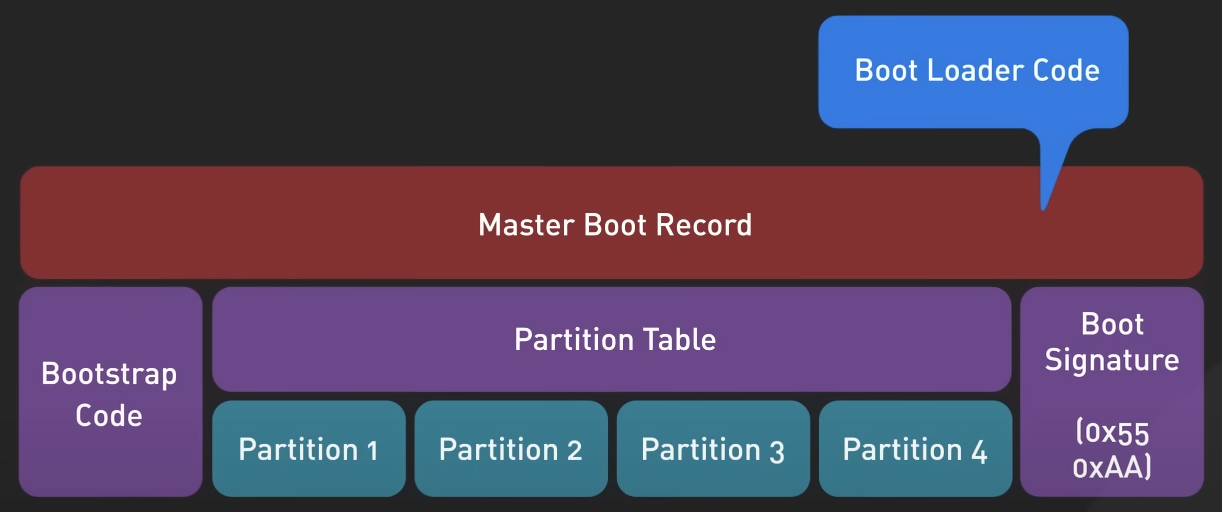 Boot Loader Code
Master Boot Record
Bootstrap
Code
Partition Table
Partition 1
Partition 2
Partition 3
Partition 4
Boot
Signature
(0x55
0xAA)